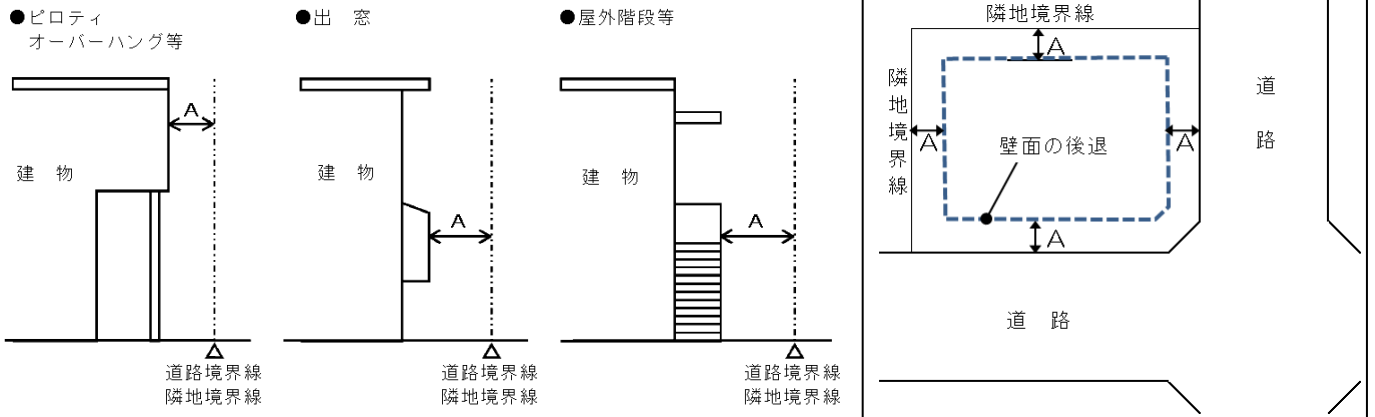 ●ピロティ
オーバーハング等
A
建 物
道路境界線
隣地境界線
●出 窓
建 物
A
道路境界線
隣地境界線
●屋外階段等
建 物
A
道路境界線
隣地境界線
隣地境界線
A
隣地境界線
A
壁面の後退
A
A
道路
道 路